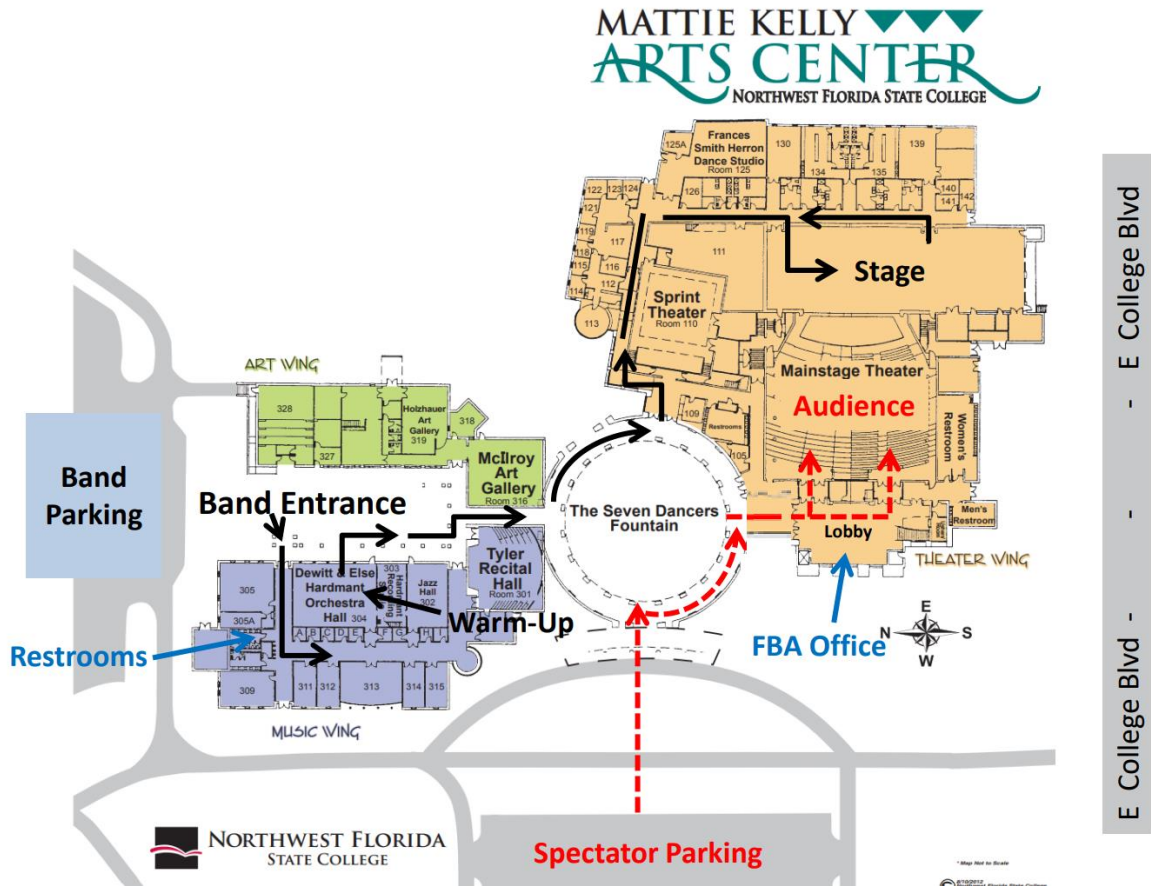 MATTIE KELLY
ARTS CENTER
NORTHWEST FLORIDA STATE COLLEGE
Frances
Smith Herron
Dance Studio
Room 125
125A
130
139
134
135
126
140
141
142
122
123
124
121
119
118
115
114
117
116
112
113
111
Stage
Sprint
Theater
Room 110
Mainstage Theater
Audience
Women's
Restroom
109
Restrooms
105
Men's
Restroom
Lobby
THEATER WING
FBA Office
E
N
S
W
E College Blvd - - - E College Blvd
ART WING
328
327
Holzhauer
Art
Gallery
319
318
McIlroy
Art
Gallery
Room 316
Band
Parking
Band Entrance
The Seven Dancers
Fountain
Tyler
Recital
Hall
Room 301
305
305A
Dewitt & Else
Hardmant
Orchestra
Hall
304
303
Jazz
Hall
302
A B C D E F G H I
Warm-Up
Restrooms
309
311
312
313
314
315
MUSIC WING
NORTHWEST FLORIDA
STATE COLLEGE
Spectator Parking
* Map Not to Scale